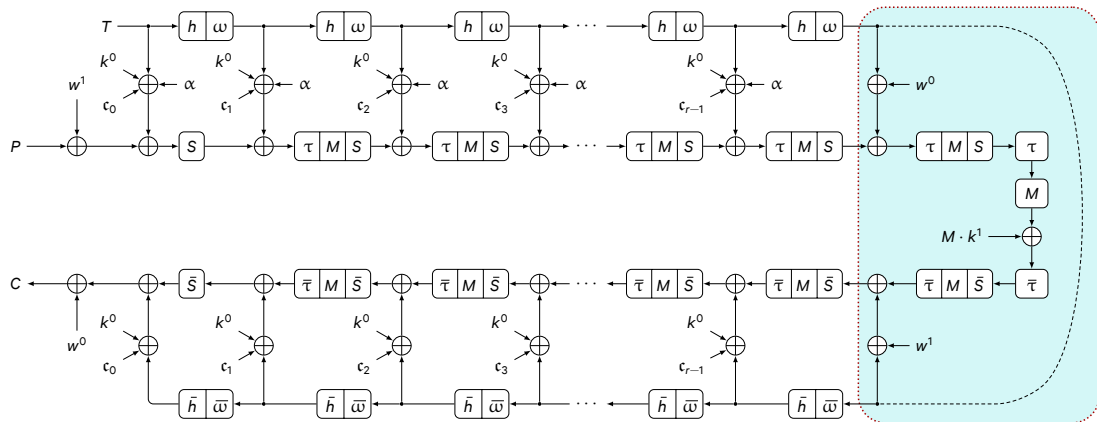 T h ω h ω h ω ⋯ h ω h ω
k⁰ k⁰ k⁰ k⁰ k⁰
w¹ α α α α α w⁰
𝔠₀ 𝔠₁ 𝔠₂ 𝔠₃ 𝔠ᵣ₋₁
P S τ M S τ M S ⋯ τ M S τ M S τ M S τ
M
M · k¹
C S̄ τ̄ M S̄ τ̄ M S̄ ⋯ τ̄ M S̄ τ̄ M S̄ τ̄ M S̄ τ̄
k⁰ k⁰ k⁰ k⁰ k⁰
w⁰ w¹
𝔠₀ 𝔠₁ 𝔠₂ 𝔠₃ 𝔠ᵣ₋₁
h̄ ω̄ h̄ ω̄ h̄ ω̄ ⋯ h̄ ω̄ h̄ ω̄